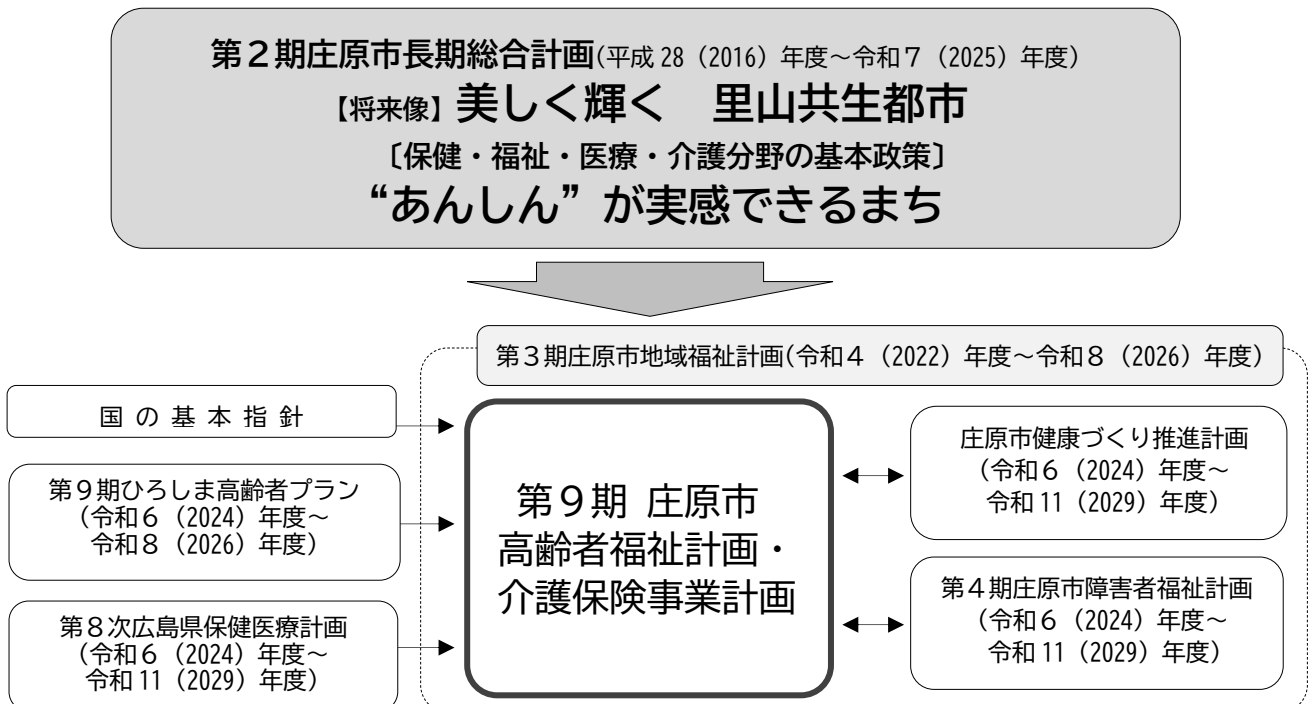 第２期庄原市長期総合計画(平成 28（2016）年度～令和７（2025）年度)
【将来像】美しく輝く　里山共生都市
〔保健・福祉・医療・介護分野の基本政策〕
“あんしん”が実感できるまち
第３期庄原市地域福祉計画(令和４（2022）年度～令和８（2026）年度)
国 の 基 本 指 針
第９期ひろしま高齢者プラン
（令和６（2024）年度～
令和８（2026）年度）
第８次広島県保健医療計画
（令和６（2024）年度～
令和 11（2029）年度）
第９期 庄原市
高齢者福祉計画・
介護保険事業計画
庄原市健康づくり推進計画
（令和６（2024）年度～
令和 11（2029）年度）
第４期庄原市障害者福祉計画
（令和６（2024）年度～
令和 11（2029）年度）